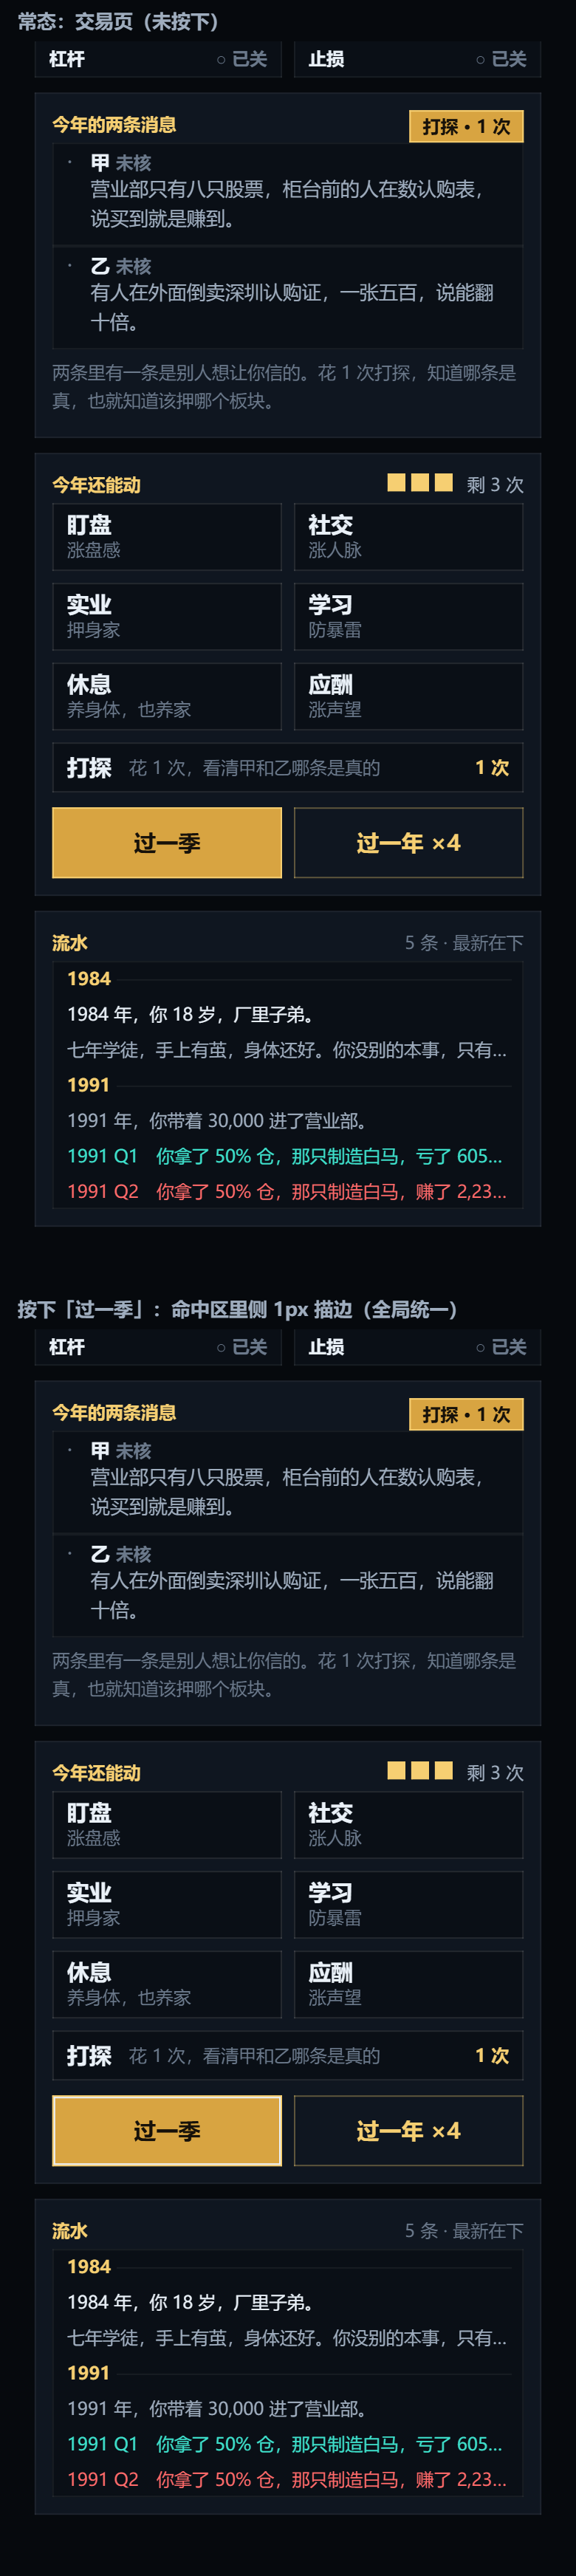 常态：交易页（未按下）
杠杆 ○ 已关 止损 ○ 已关
今年的两条消息 打探 · 1 次
· 甲 未核
营业部只有八只股票，柜台前的人在数认购表，
说买到就是赚到。
· 乙 未核
有人在外面倒卖深圳认购证，一张五百，说能翻
十倍。
两条里有一条是别人想让你信的。花 1 次打探，知道哪条是
真，也就知道该押哪个板块。
今年还能动 剩 3 次
盯盘 社交
涨盘感 涨人脉
实业 学习
押身家 防暴雷
休息 应酬
养身体，也养家 涨声望
打探 花 1 次，看清甲和乙哪条是真的 1 次
过一季 过一年 ×4
流水 5 条 · 最新在下
1984
1984 年，你 18 岁，厂里子弟。
七年学徒，手上有茧，身体还好。你没别的本事，只有...
1991
1991 年，你带着 30,000 进了营业部。
1991 Q1 你拿了 50% 仓，那只制造白马，亏了 605...
1991 Q2 你拿了 50% 仓，那只制造白马，赚了 2,23...
按下「过一季」：命中区里侧 1px 描边（全局统一）
杠杆 ○ 已关 止损 ○ 已关
今年的两条消息 打探 · 1 次
· 甲 未核
营业部只有八只股票，柜台前的人在数认购表，
说买到就是赚到。
· 乙 未核
有人在外面倒卖深圳认购证，一张五百，说能翻
十倍。
两条里有一条是别人想让你信的。花 1 次打探，知道哪条是
真，也就知道该押哪个板块。
今年还能动 剩 3 次
盯盘 社交
涨盘感 涨人脉
实业 学习
押身家 防暴雷
休息 应酬
养身体，也养家 涨声望
打探 花 1 次，看清甲和乙哪条是真的 1 次
过一季 过一年 ×4
流水 5 条 · 最新在下
1984
1984 年，你 18 岁，厂里子弟。
七年学徒，手上有茧，身体还好。你没别的本事，只有...
1991
1991 年，你带着 30,000 进了营业部。
1991 Q1 你拿了 50% 仓，那只制造白马，亏了 605...
1991 Q2 你拿了 50% 仓，那只制造白马，赚了 2,23...